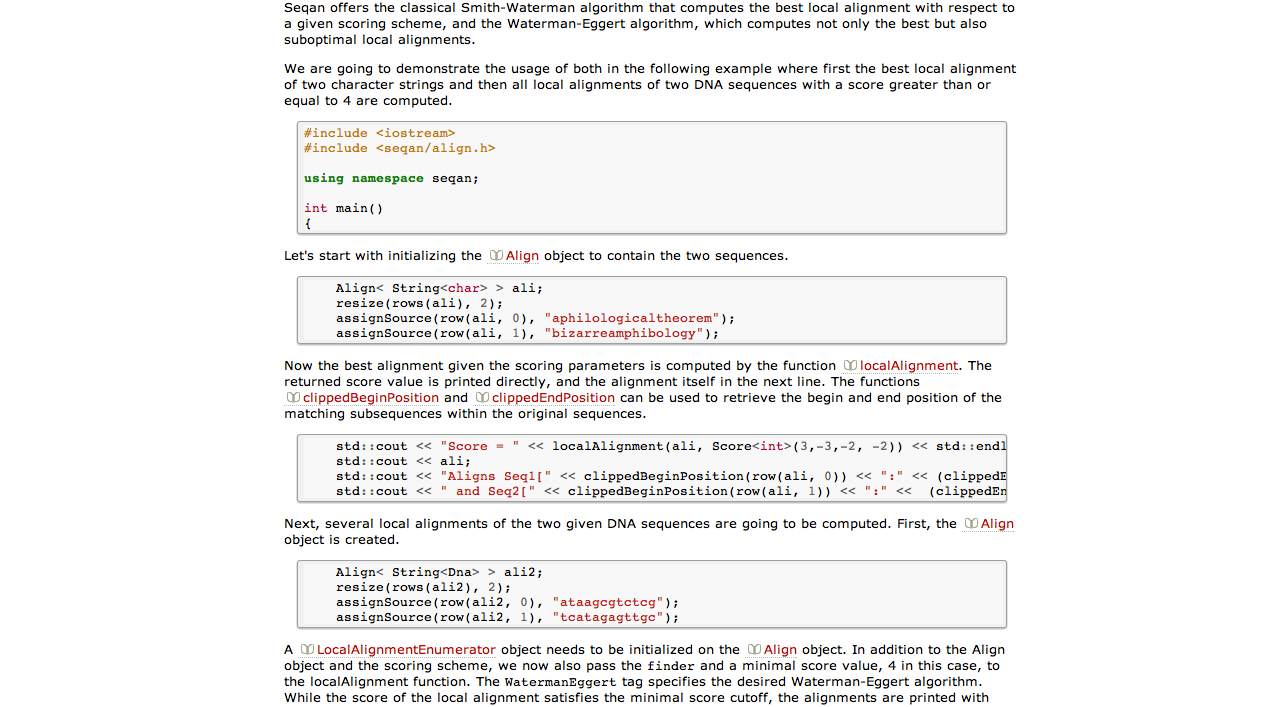 Seqan offers the classical Smith-Waterman algorithm that computes the best local alignment with respect to
a given scoring scheme, and the Waterman-Eggert algorithm, which computes not only the best but also
suboptimal local alignments.
We are going to demonstrate the usage of both in the following example where first the best local alignment
of two character strings and then all local alignments of two DNA sequences with a score greater than or
equal to 4 are computed.
#include <iostream>
#include <seqan/align.h>
using namespace seqan;
int main()
{
Let's start with initializing the Align object to contain the two sequences.
Align< String<char> > ali;
resize(rows(ali), 2);
assignSource(row(ali, 0), "aphilologicaltheorem");
assignSource(row(ali, 1), "bizarreamphibology");
Now the best alignment given the scoring parameters is computed by the function localAlignment. The
returned score value is printed directly, and the alignment itself in the next line. The functions
clippedBeginPosition and clippedEndPosition can be used to retrieve the begin and end position of the
matching subsequences within the original sequences.
std::cout << "Score = " << localAlignment(ali, Score<int>(3,-3,-2, -2)) << std::endl
std::cout << ali;
std::cout << "Aligns Seq1[" << clippedBeginPosition(row(ali, 0)) << ":" << (clippedE
std::cout << " and Seq2[" << clippedBeginPosition(row(ali, 1)) << ":" << (clippedEn
Next, several local alignments of the two given DNA sequences are going to be computed. First, the Align
object is created.
Align< String<Dna> > ali2;
resize(rows(ali2), 2);
assignSource(row(ali2, 0), "ataagcgtctcg");
assignSource(row(ali2, 1), "tcatagagttgc");
A LocalAlignmentEnumerator object needs to be initialized on the Align object. In addition to the Align
object and the scoring scheme, we now also pass the finder and a minimal score value, 4 in this case, to
the localAlignment function. The WatermanEggert tag specifies the desired Waterman-Eggert algorithm.
While the score of the local alignment satisfies the minimal score cutoff, the alignments are printed with